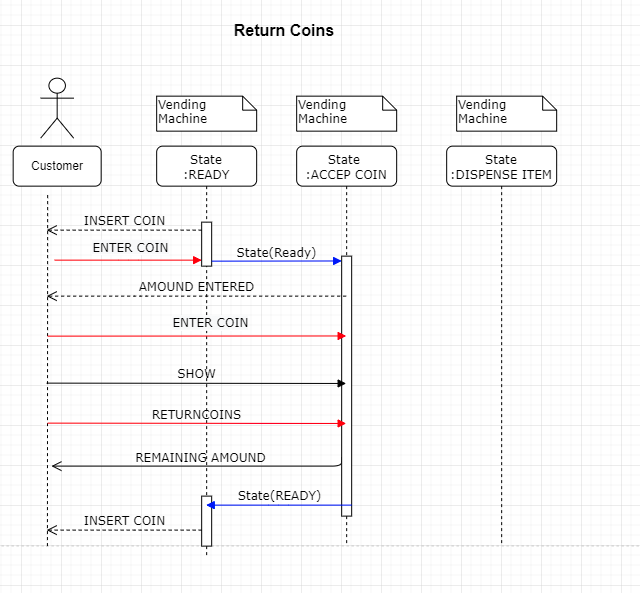 Return Coins
Vending
Machine
Vending
Machine
Vending
Machine
Customer
State
:READY
State
:ACCEP COIN
State
:DISPENSE ITEM
INSERT COIN
ENTER COIN
State(Ready)
AMOUND ENTERED
ENTER COIN
SHOW
RETURNCOINS
REMAINING AMOUND
State(READY)
INSERT COIN